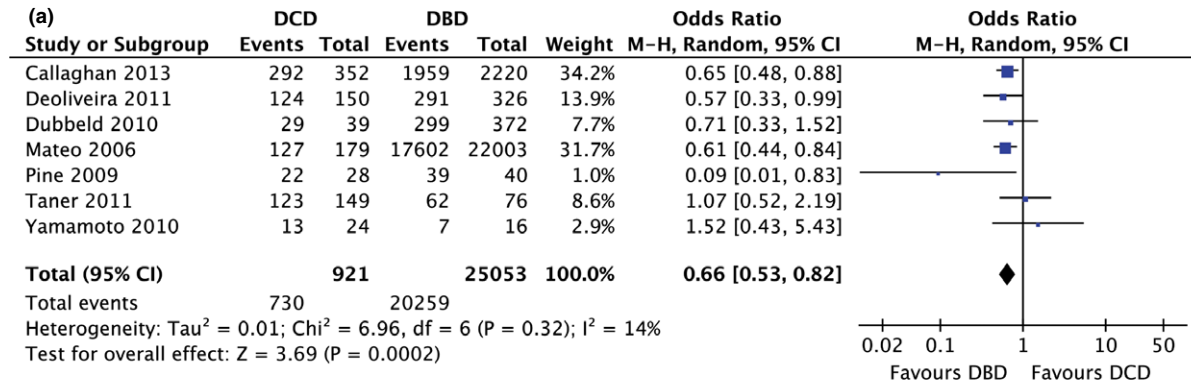 (a) DCD DBD Odds Ratio Odds Ratio
Study or Subgroup Events Total Events Total Weight M-H, Random, 95% CI M-H, Random, 95% CI
Callaghan 2013 292 352 1959 2220 34.2% 0.65 [0.48, 0.88]
Deoliveira 2011 124 150 291 326 13.9% 0.57 [0.33, 0.99]
Dubbeld 2010 29 39 299 372 7.7% 0.71 [0.33, 1.52]
Mateo 2006 127 179 17602 22003 31.7% 0.61 [0.44, 0.84]
Pine 2009 22 28 39 40 1.0% 0.09 [0.01, 0.83]
Taner 2011 123 149 62 76 8.6% 1.07 [0.52, 2.19]
Yamamoto 2010 13 24 7 16 2.9% 1.52 [0.43, 5.43]
Total (95% CI) 921 25053 100.0% 0.66 [0.53, 0.82]
Total events 730 20259
Heterogeneity: Tau² = 0.01; Chi² = 6.96, df = 6 (P = 0.32); I² = 14%
Test for overall effect: Z = 3.69 (P = 0.0002)
0.02 0.1 1 10 50
Favours DBD Favours DCD